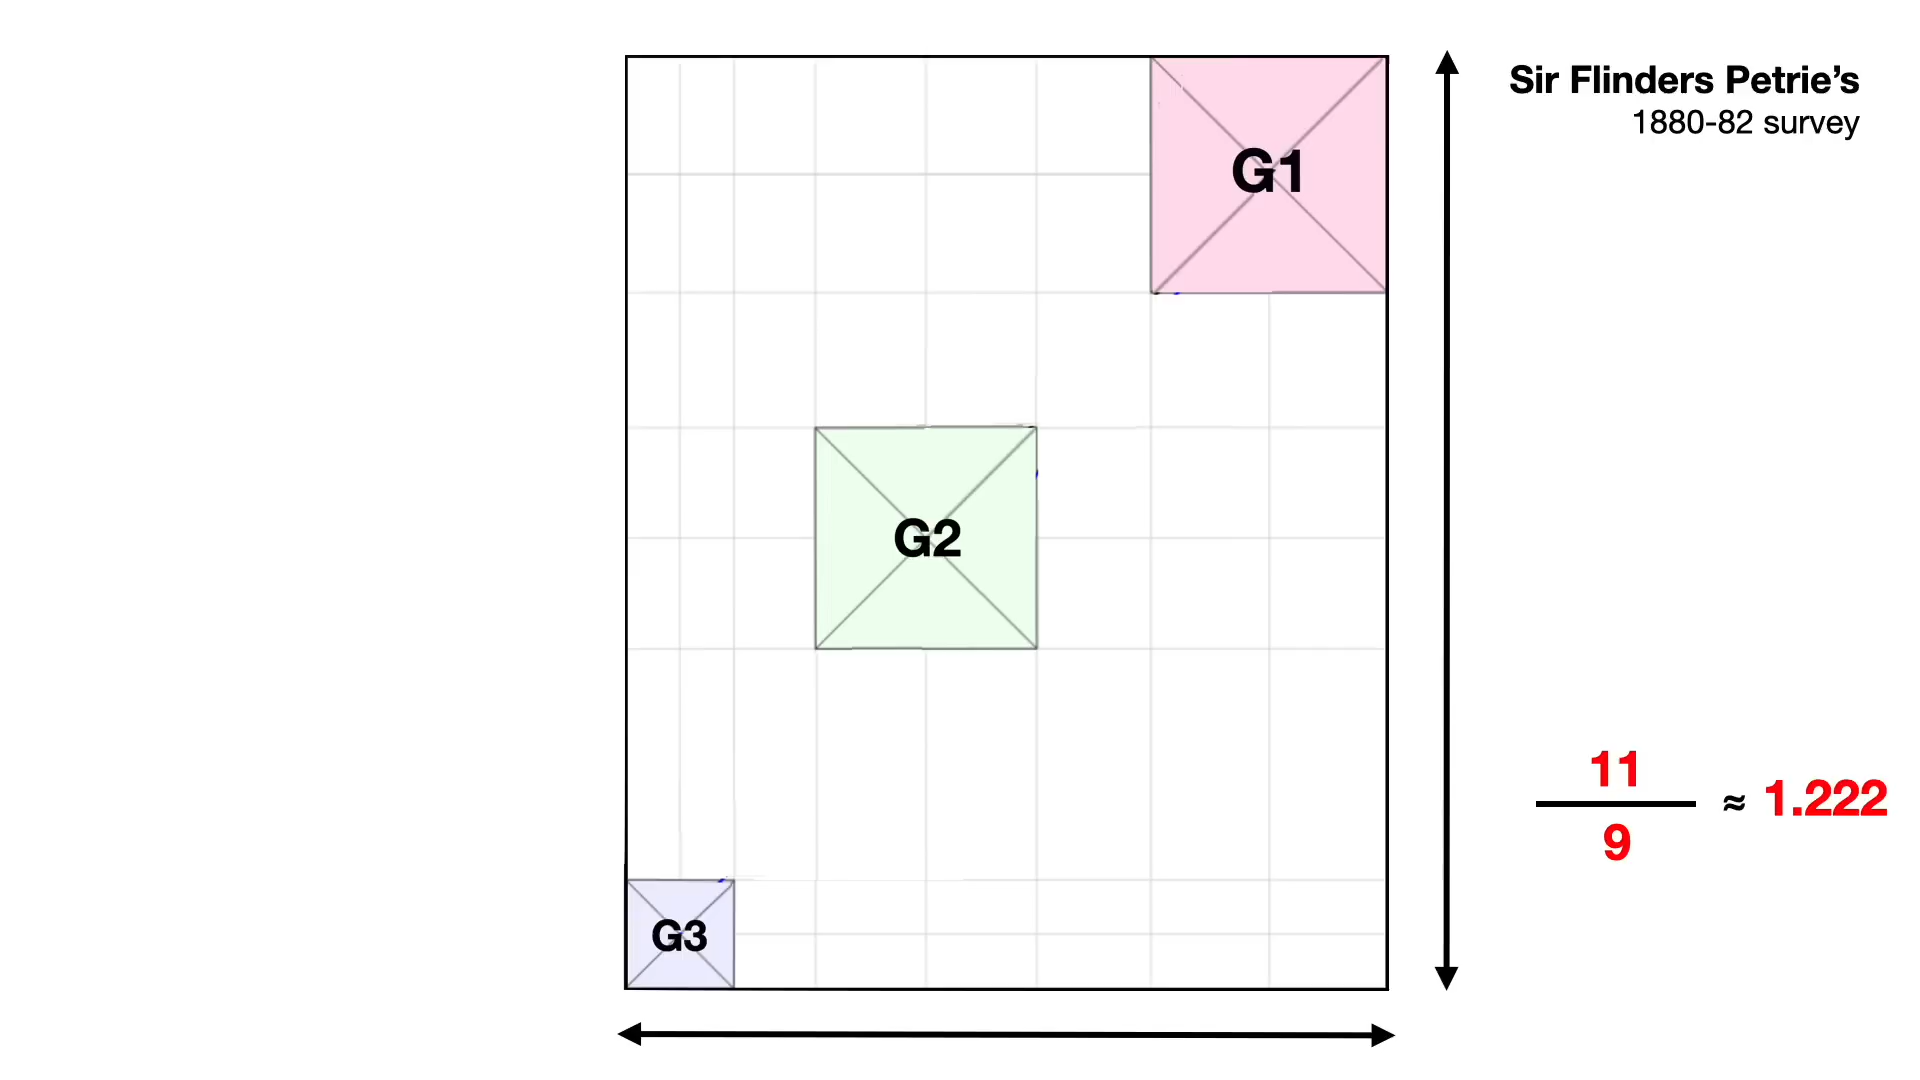 Sir Flinders Petrie's
1880-82 survey
G1
G2
G3
11
9
≈ 1.222